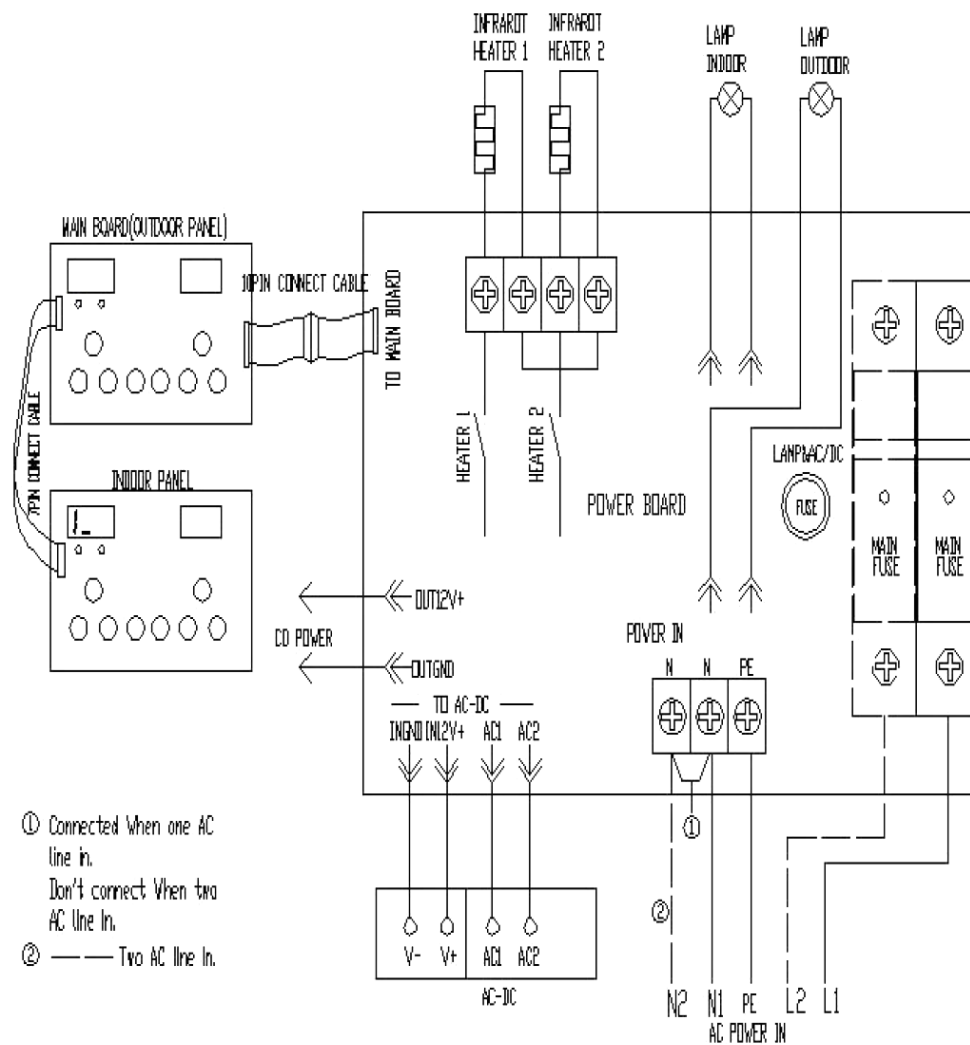 INFRAROT
HEATER 1
INFRAROT
HEATER 2
LAMP
INDOOR
LAMP
OUTDOOR
MAIN BOARD(OUTDOOR PANEL)
10PIN CONNECT CABLE
TO MAIN BOARD
7PIN CONNECT CABLE
HEATER 1
HEATER 2
LAMP&AC/DC
FUSE
POWER BOARD
MAIN
FUSE
MAIN
FUSE
INDOOR PANEL
OUT12V+
CD POWER
OUTGND
POWER IN
N
N
PE
TO AC-DC
INGND
IN12V+
AC1
AC2
① Connected When one AC
line in.
Don't connect When two
AC line In.
② Two AC line In.
①
②
V-
V+
AC1
AC2
AC-DC
N2
N1
PE
L2
L1
AC POWER IN